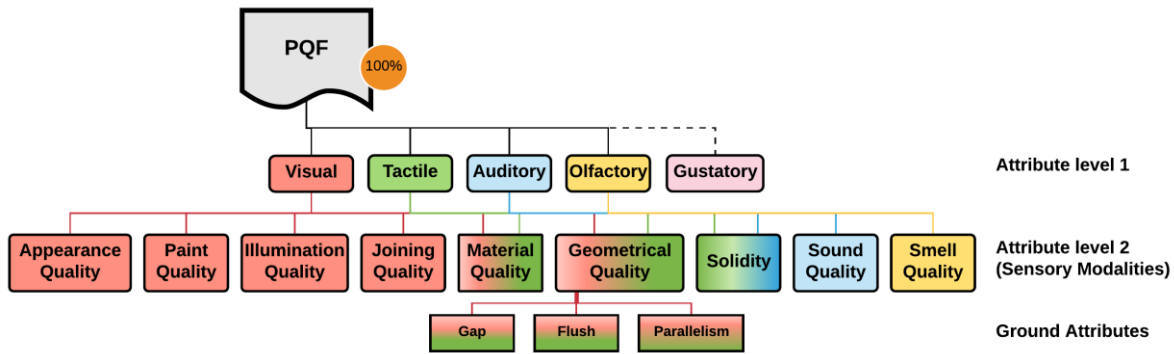 PQF
100%
Visual
Tactile
Auditory
Olfactory
Gustatory
Attribute level 1
Appearance
Quality
Paint
Quality
Illumination
Quality
Joining
Quality
Material
Quality
Geometrical
Quality
Solidity
Sound
Quality
Smell
Quality
Attribute level 2
(Sensory Modalities)
Gap
Flush
Parallelism
Ground Attributes